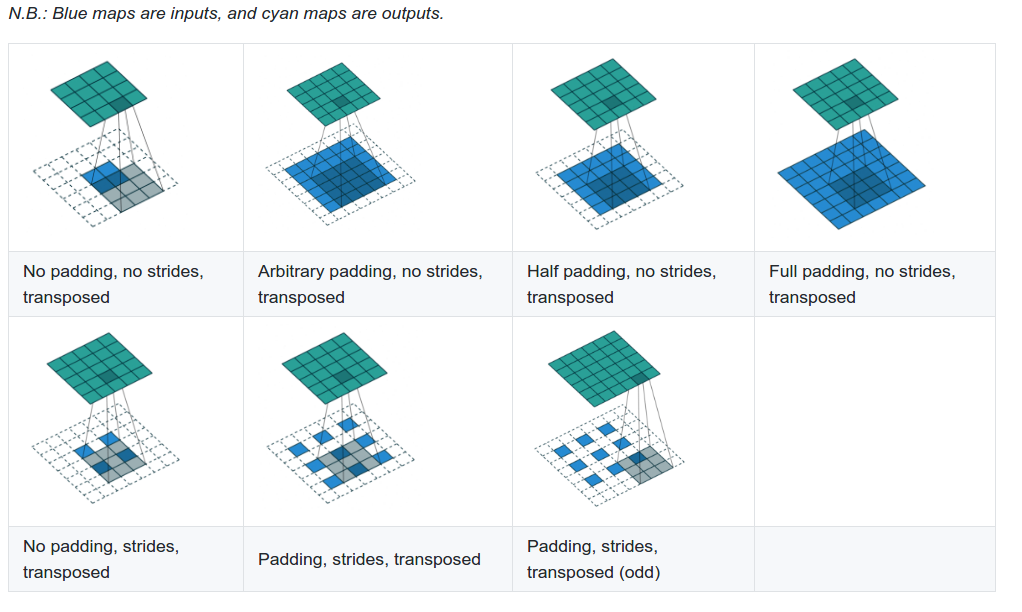 N.B.: Blue maps are inputs, and cyan maps are outputs.
No padding, no strides,
transposed
Arbitrary padding, no strides,
transposed
Half padding, no strides,
transposed
Full padding, no strides,
transposed
No padding, strides,
transposed
Padding, strides, transposed
Padding, strides,
transposed (odd)